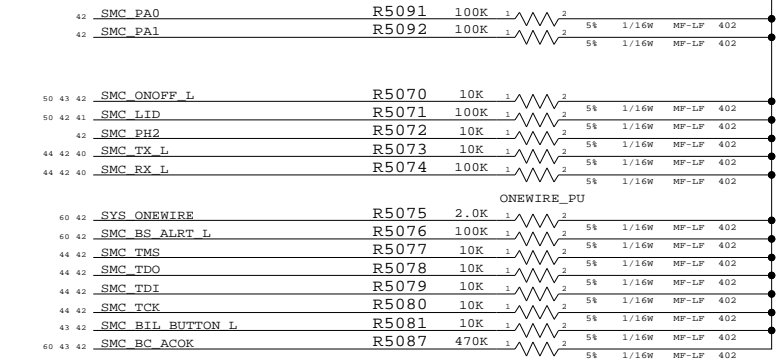 42 SMC_PA0 R5091 100K 1 2
5% 1/16W MF-LF 402
42 SMC_PA1 R5092 100K 1 2
5% 1/16W MF-LF 402
50 43 42 SMC_ONOFF_L R5070 10K 1 2
5% 1/16W MF-LF 402
50 42 41 SMC_LID R5071 100K 1 2
5% 1/16W MF-LF 402
42 SMC_PH2 R5072 10K 1 2
5% 1/16W MF-LF 402
44 42 40 SMC_TX_L R5073 10K 1 2
5% 1/16W MF-LF 402
44 42 40 SMC_RX_L R5074 100K 1 2
5% 1/16W MF-LF 402
ONEWIRE_PU
60 42 SYS_ONEWIRE R5075 2.0K 1 2
5% 1/16W MF-LF 402
60 42 SMC_BS_ALRT_L R5076 100K 1 2
5% 1/16W MF-LF 402
44 42 SMC_TMS R5077 10K 1 2
5% 1/16W MF-LF 402
44 42 SMC_TDO R5078 10K 1 2
5% 1/16W MF-LF 402
44 42 SMC_TDI R5079 10K 1 2
5% 1/16W MF-LF 402
44 42 SMC_TCK R5080 10K 1 2
5% 1/16W MF-LF 402
43 42 SMC_BIL_BUTTON_L R5081 10K 1 2
5% 1/16W MF-LF 402
60 43 42 SMC_BC_ACOK R5087 470K 1 2
5% 1/16W MF-LF 402